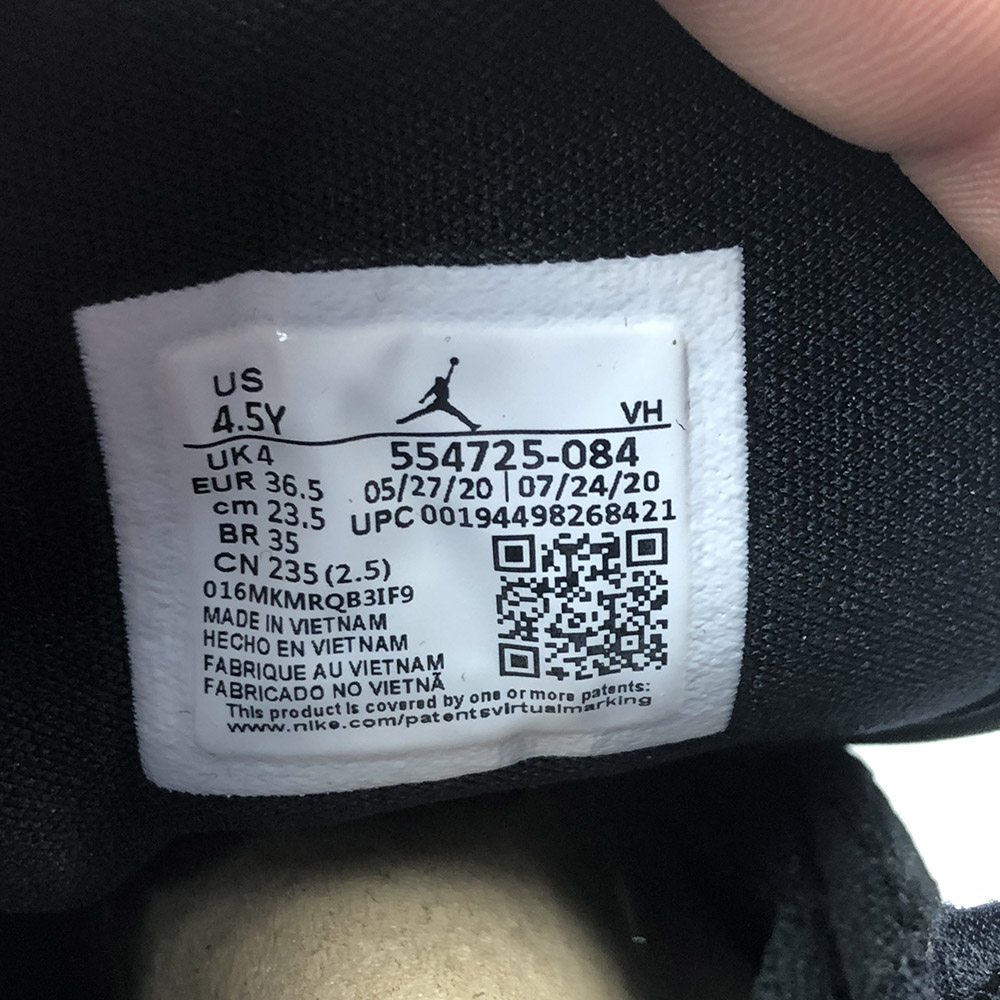 US
4.5Y
VH
UK 4
554725-084
EUR 36.5
05/27/20 | 07/24/20
cm 23.5
UPC 00194498268421
BR 35
CN 235 (2.5)
016MKMRQB3IF9
MADE IN VIETNAM
HECHO EN VIETNAM
FABRIQUE AU VIETNAM
FABRICADO NO VIETNÃ
This product is covered by one or more patents:
www.nike.com/patentsvirtualmarking